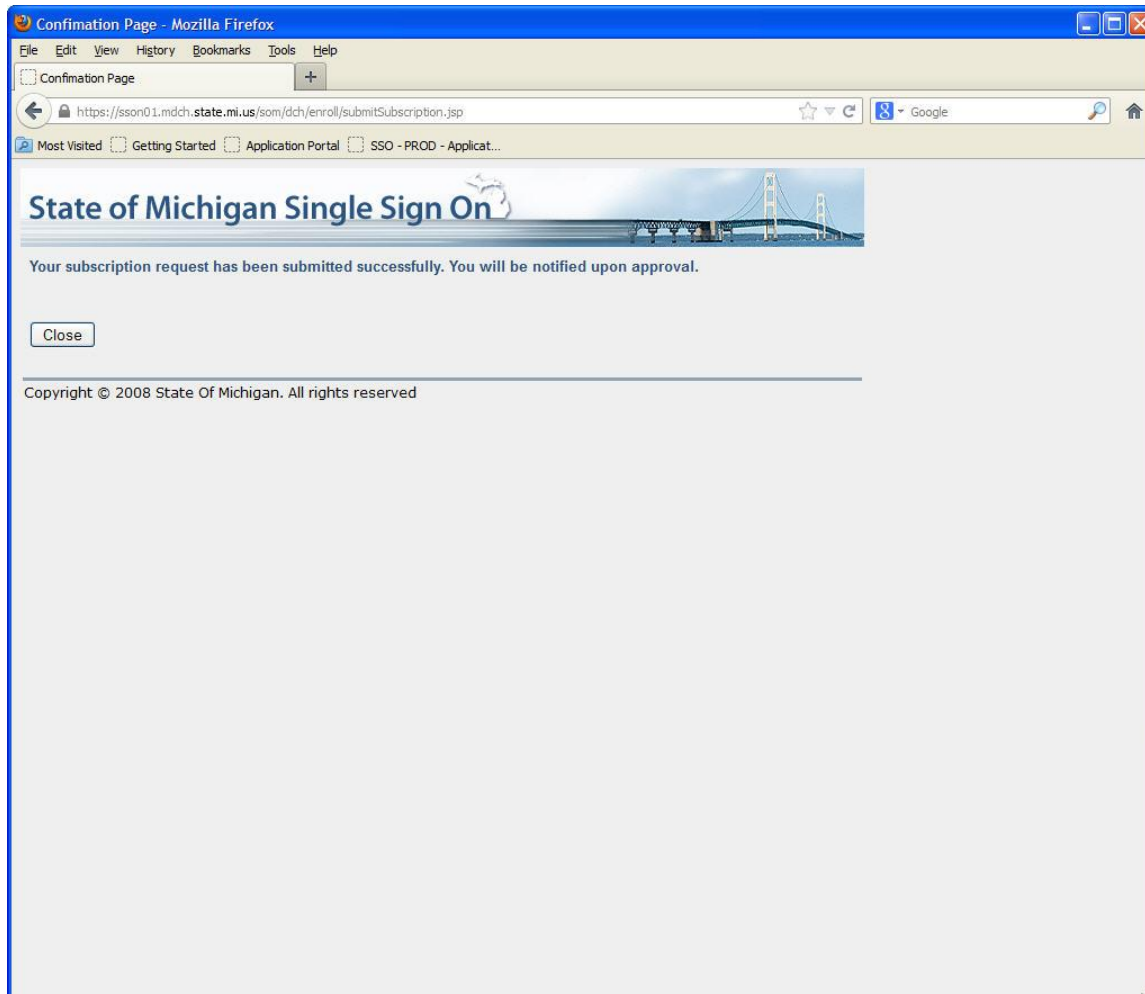 Confimation Page - Mozilla Firefox
File Edit View History Bookmarks Tools Help
Confimation Page
https://sson01.mdch.state.mi.us/som/dch/enroll/submitSubscription.jsp Google
Most Visited Getting Started Application Portal SSO - PROD - Applicat...
State of Michigan Single Sign On
Your subscription request has been submitted successfully. You will be notified upon approval.
Close
Copyright © 2008 State Of Michigan. All rights reserved